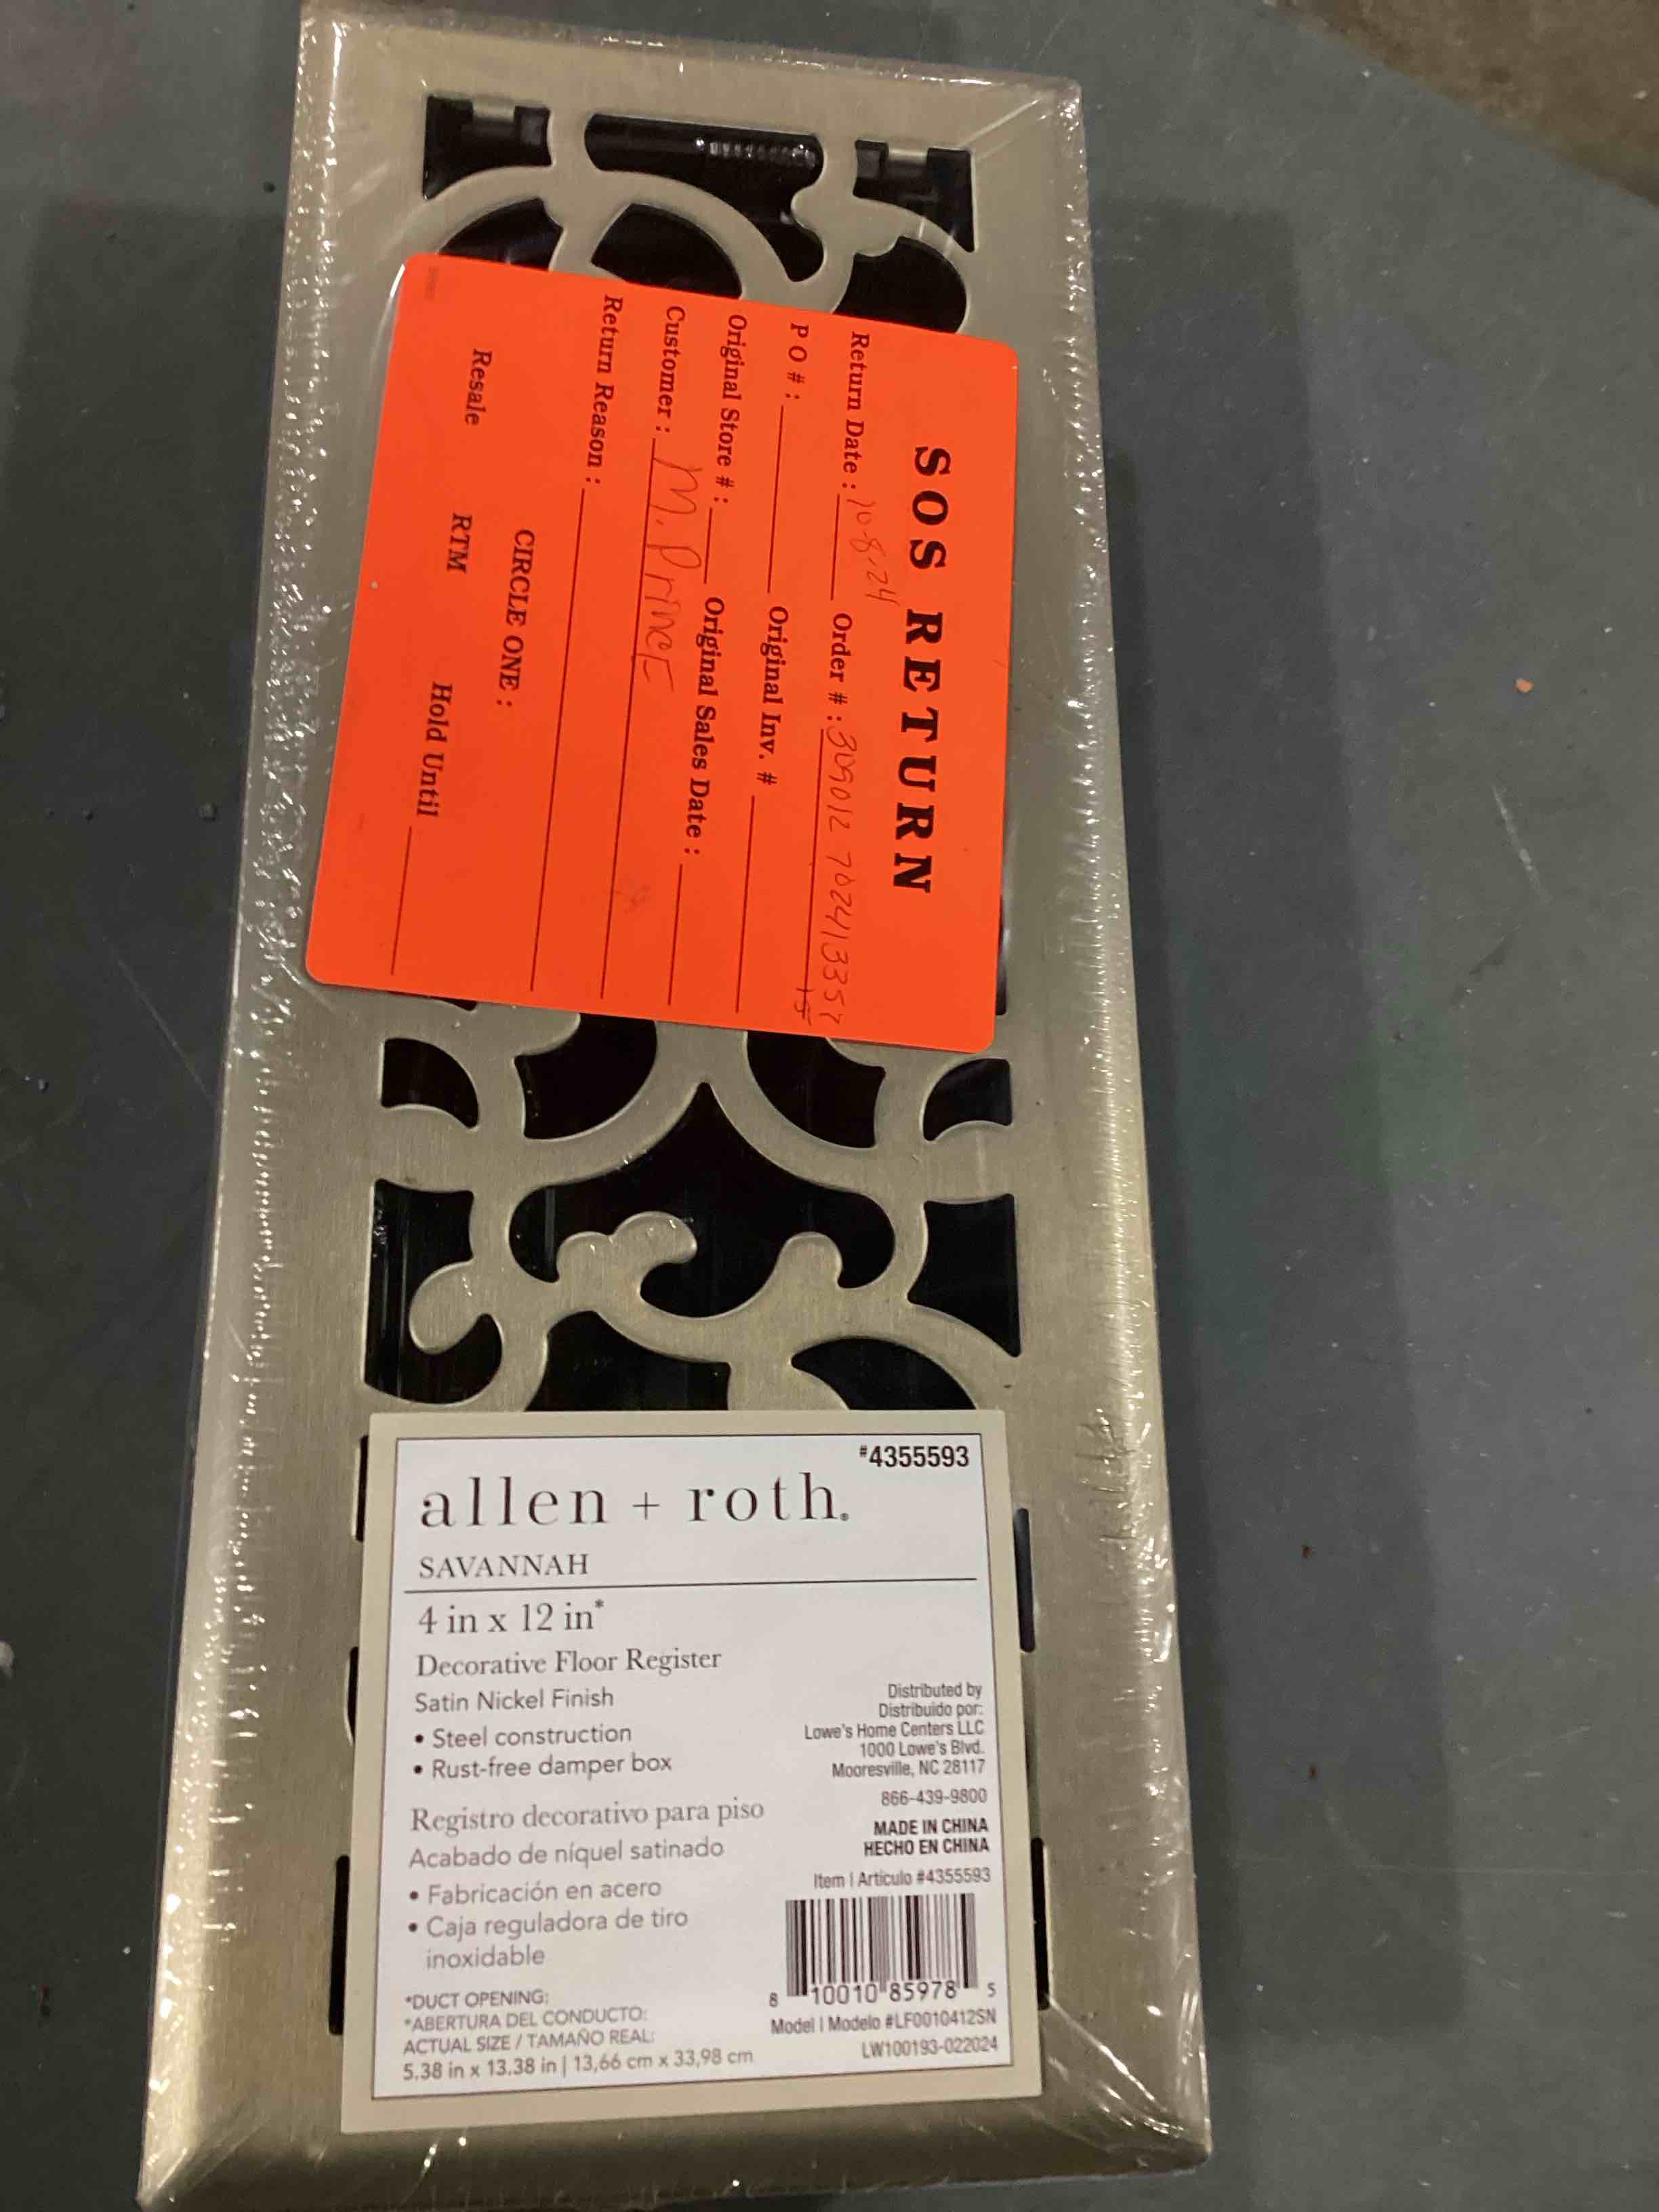 SOS RETURN
Return Date : 10-8-24 Order # : 309012 702413357
15
P O # : Original Inv. #
Original Store # : Original Sales Date :
Customer : M. PrincE
Return Reason :
CIRCLE ONE :
Resale RTM Hold Until
#4355593
allen + roth®
SAVANNAH
4 in x 12 in*
Decorative Floor Register
Satin Nickel Finish
• Steel construction
• Rust-free damper box
Registro decorativo para piso
Acabado de níquel satinado
• Fabricación en acero
• Caja reguladora de tiro
inoxidable
*DUCT OPENING:
*ABERTURA DEL CONDUCTO:
ACTUAL SIZE / TAMAÑO REAL:
5.38 in x 13.38 in | 13,66 cm x 33,98 cm
Distributed by
Distribuido por:
Lowe's Home Centers LLC
1000 Lowe's Blvd.
Mooresville, NC 28117
866-439-9800
MADE IN CHINA
HECHO EN CHINA
Item | Artículo #4355593
8 10010 85978 5
Model | Modelo #LF0010412SN
LW100193-022024